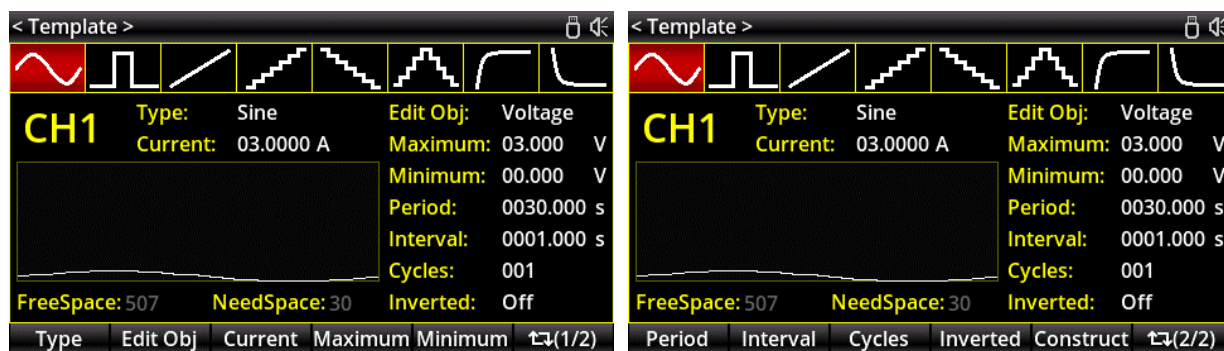 < Template >
CH1
Type: Sine
Current: 03.0000 A
Edit Obj: Voltage
Maximum: 03.000 V
Minimum: 00.000 V
Period: 0030.000 s
Interval: 0001.000 s
Cycles: 001
FreeSpace: 507 NeedSpace: 30
Inverted: Off
Type Edit Obj Current Maximum Minimum (1/2)
< Template >
CH1
Type: Sine
Current: 03.0000 A
Edit Obj: Voltage
Maximum: 03.000 V
Minimum: 00.000 V
Period: 0030.000 s
Interval: 0001.000 s
Cycles: 001
FreeSpace: 507 NeedSpace: 30
Inverted: Off
Period Interval Cycles Inverted Construct (2/2)